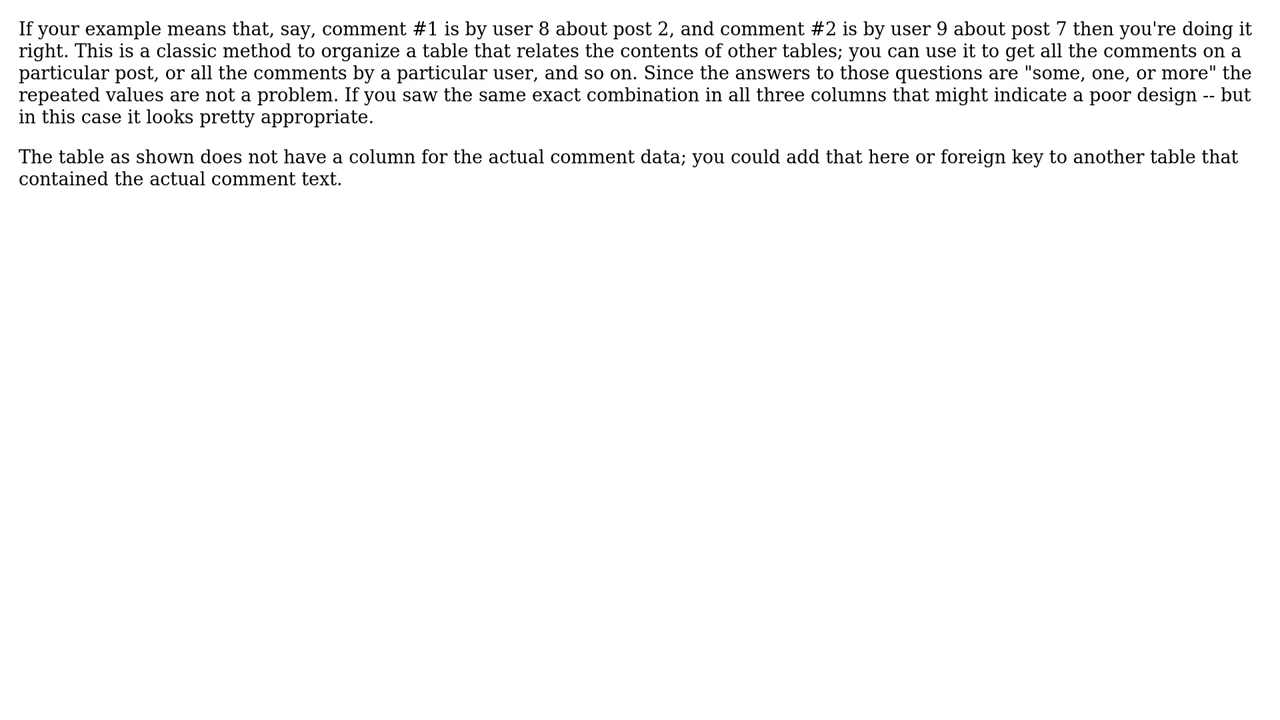 If your example means that, say, comment #1 is by user 8 about post 2, and comment #2 is by user 9 about post 7 then you're doing it
right. This is a classic method to organize a table that relates the contents of other tables; you can use it to get all the comments on a
particular post, or all the comments by a particular user, and so on. Since the answers to those questions are "some, one, or more" the
repeated values are not a problem. If you saw the same exact combination in all three columns that might indicate a poor design -- but
in this case it looks pretty appropriate.
The table as shown does not have a column for the actual comment data; you could add that here or foreign key to another table that
contained the actual comment text.